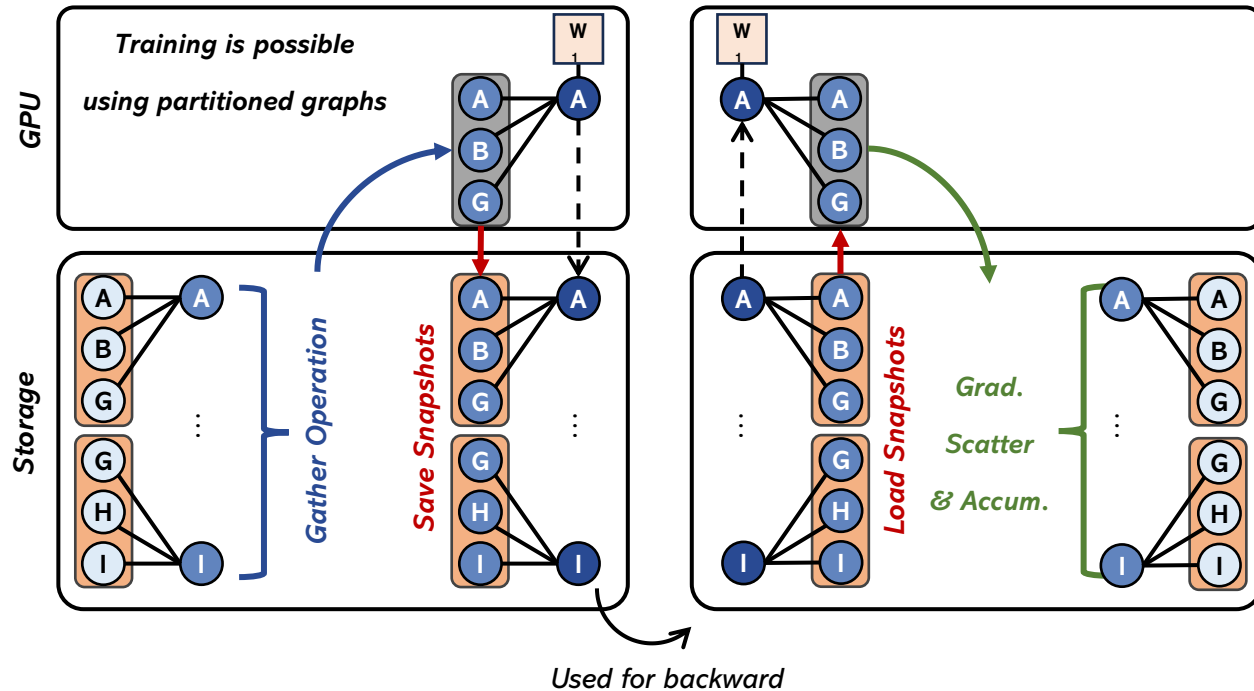 GPU
Training is possible
using partitioned graphs
W
1
A
A
B
G
Storage
A
B
G
A
⋮
G
H
I
I
Gather Operation
Save Snapshots
A
B
G
A
⋮
G
H
I
I
W
1
A
A
B
G
A
A
B
G
⋮
G
H
I
I
Load Snapshots
Grad.
Scatter
& Accum.
A
A
B
G
⋮
G
H
I
I
Used for backward